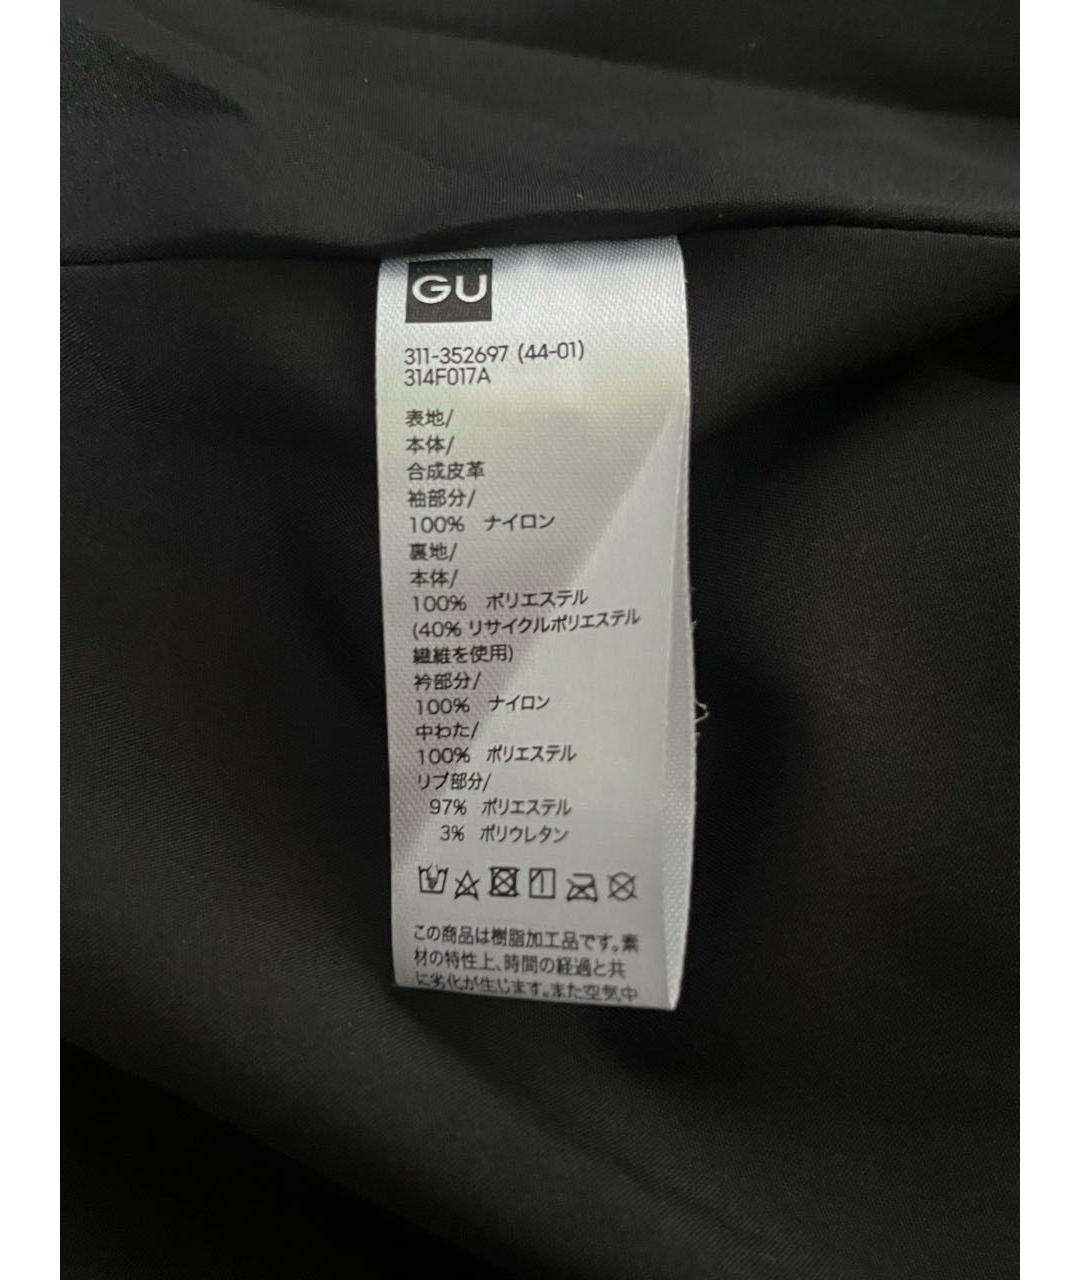 GU
311-352697 (44-01)
314F017A
表地/
本体/
合成皮革
袖部分/
100% ナイロン
裏地/
本体/
100% ポリエステル
(40% リサイクルポリエステル
繊維を使用)
衿部分/
100% ナイロン
中わた/
100% ポリエステル
リブ部分/
97% ポリエステル
3% ポリウレタン
この商品は樹脂加工品です。素
材の特性上、時間の経過と共
に劣化が生じます。また空気中